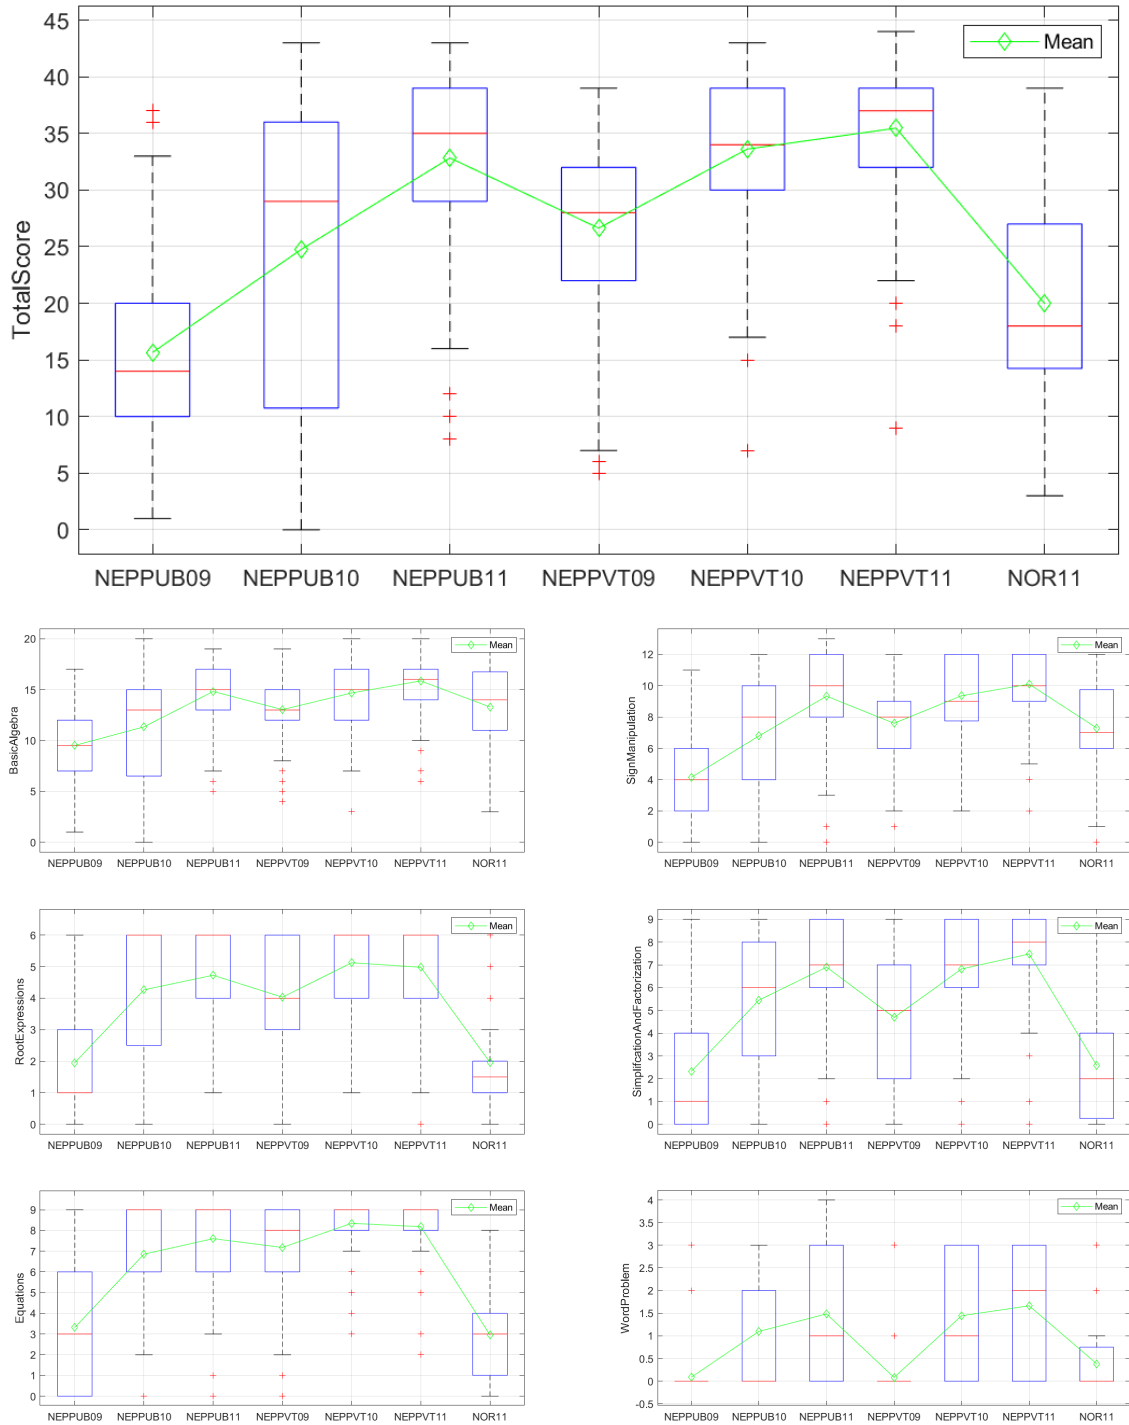 45
40
35
30
25
20
15
10
5
0
TotalScore
Mean
NEPPUB09 NEPPUB10 NEPPUB11 NEPPVT09 NEPPVT10 NEPPVT11 NOR11
20
15
10
5
0
BasicAlgebra
Mean
NEPPUB09 NEPPUB10 NEPPUB11 NEPPVT09 NEPPVT10 NEPPVT11 NOR11
12
10
8
6
4
2
0
SignManipulation
Mean
NEPPUB09 NEPPUB10 NEPPUB11 NEPPVT09 NEPPVT10 NEPPVT11 NOR11
6
5
4
3
2
1
0
RootExpressions
Mean
NEPPUB09 NEPPUB10 NEPPUB11 NEPPVT09 NEPPVT10 NEPPVT11 NOR11
9
8
7
6
5
4
3
2
1
0
SimplifcationAndFactorization
Mean
NEPPUB09 NEPPUB10 NEPPUB11 NEPPVT09 NEPPVT10 NEPPVT11 NOR11
9
8
7
6
5
4
3
2
1
0
Equations
Mean
NEPPUB09 NEPPUB10 NEPPUB11 NEPPVT09 NEPPVT10 NEPPVT11 NOR11
4
3.5
3
2.5
2
1.5
1
0.5
0
-0.5
WordProblem
Mean
NEPPUB09 NEPPUB10 NEPPUB11 NEPPVT09 NEPPVT10 NEPPVT11 NOR11